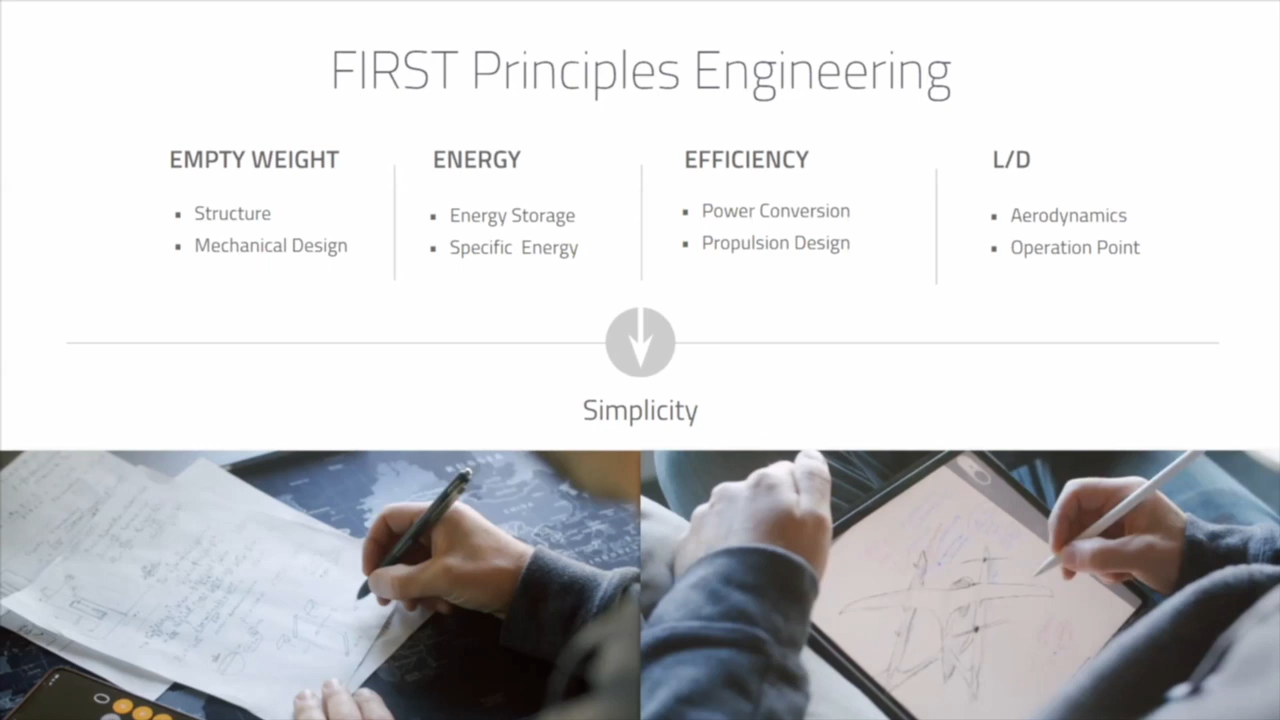 FIRST Principles Engineering
EMPTY WEIGHT
Structure
Mechanical Design
ENERGY
Energy Storage
Specific Energy
EFFICIENCY
Power Conversion
Propulsion Design
L/D
Aerodynamics
Operation Point
Simplicity